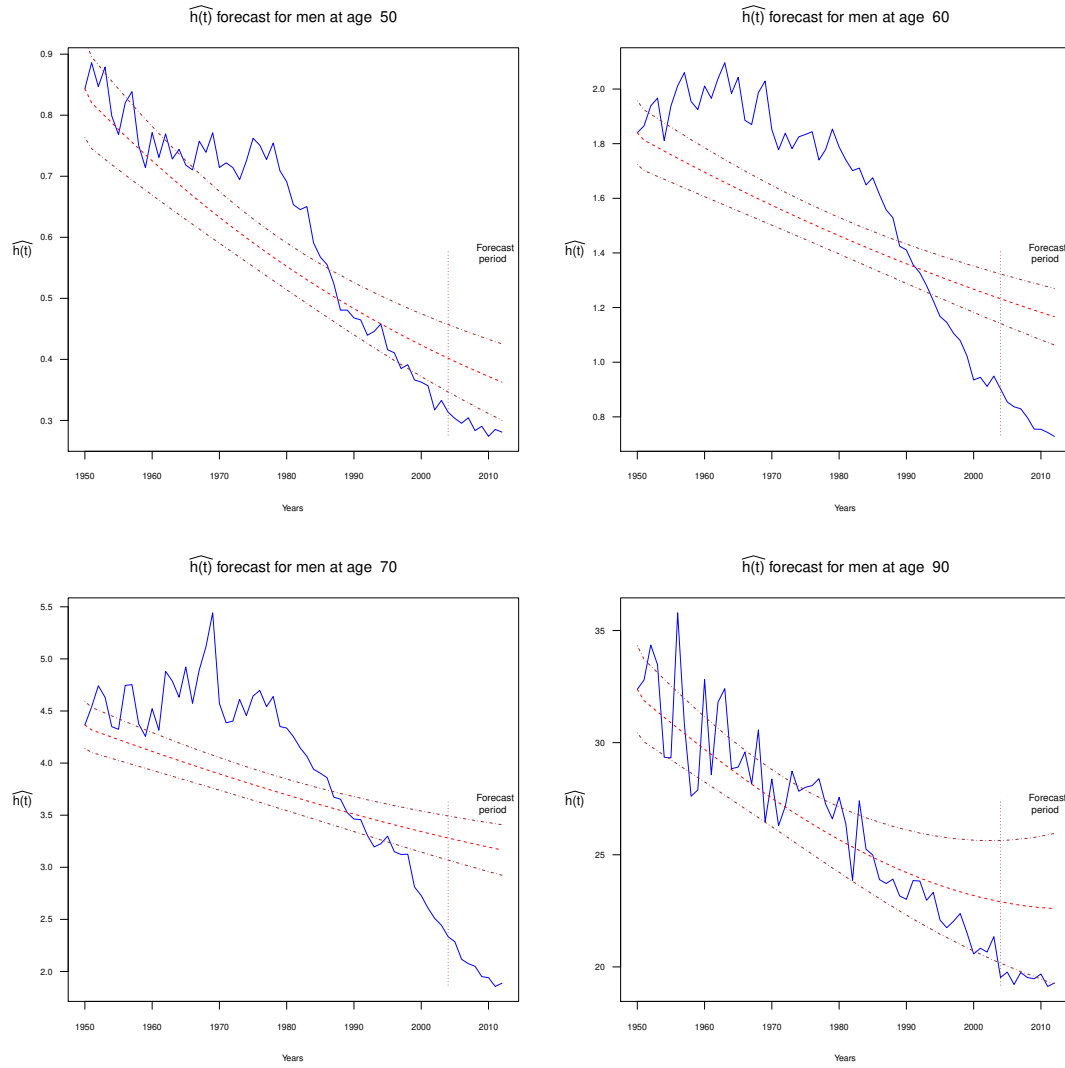 h(t) forecast for men at age 50
0.9
0.8
0.7
0.6
h(t)
0.5
0.4
0.3
Forecast
period
1950 1960 1970 1980 1990 2000 2010
Years
h(t) forecast for men at age 60
2.0
1.8
1.6
1.4
h(t)
1.2
1.0
0.8
Forecast
period
1950 1960 1970 1980 1990 2000 2010
Years
h(t) forecast for men at age 70
5.5
5.0
4.5
4.0
h(t)
3.5
3.0
2.5
2.0
Forecast
period
1950 1960 1970 1980 1990 2000 2010
Years
h(t) forecast for men at age 90
35
30
h(t)
25
20
Forecast
period
1950 1960 1970 1980 1990 2000 2010
Years